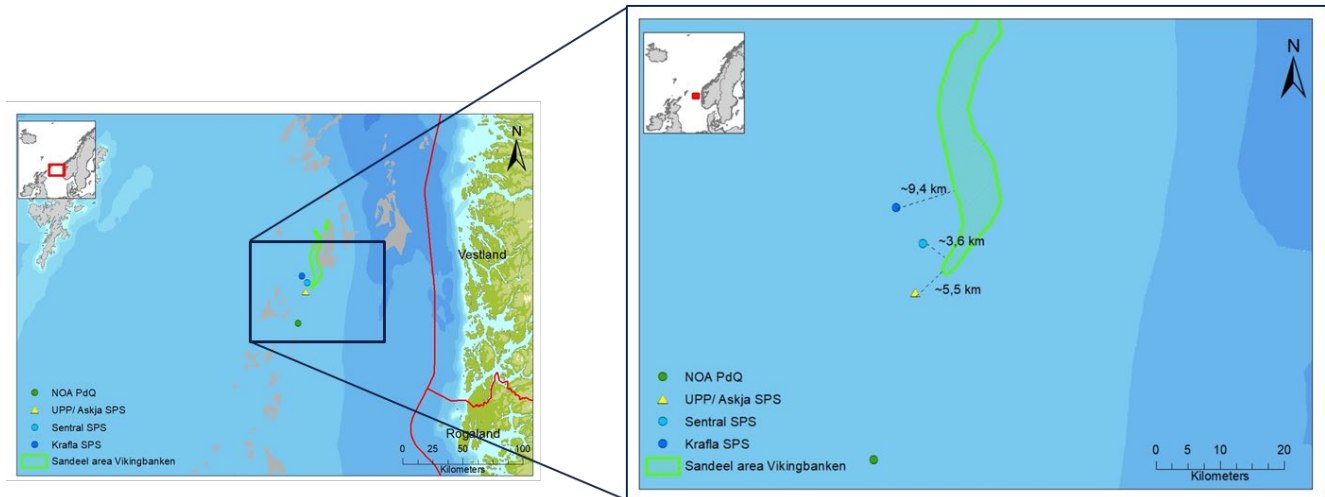 N
Vestland
NOA PdQ
UPP/ Askja SPS
Sentral SPS
Krafla SPS
Sandeel area Vikingbanken
Rogaland
0 25 50 100
Kilometers
N
~9,4 km
~3,6 km
~5,5 km
NOA PdQ
UPP/ Askja SPS
Sentral SPS
Krafla SPS
Sandeel area Vikingbanken
0 5 10 20
Kilometers